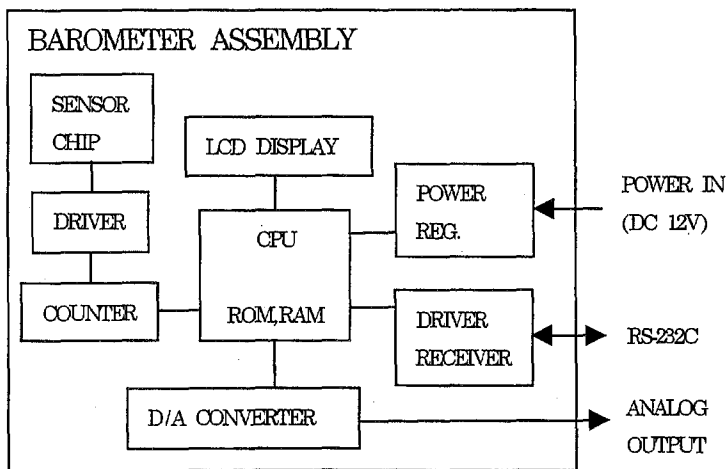 BAROMETER ASSEMBLY
SENSOR
CHIP
LCD DISPLAY
POWER
REG.
POWER IN
(DC 12V)
DRIVER
CPU
COUNTER
ROM,RAM
DRIVER
RECEIVER
RS-232C
D/A CONVERTER
ANALOG
OUTPUT